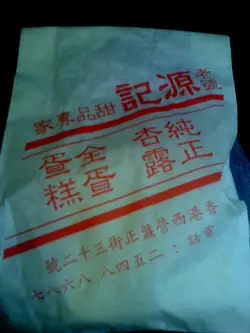 老號
源記
甜品專家
純正
杏露
全蛋
蛋糕
香港西營盤正街三十二號
電話：二五四八 八六八七